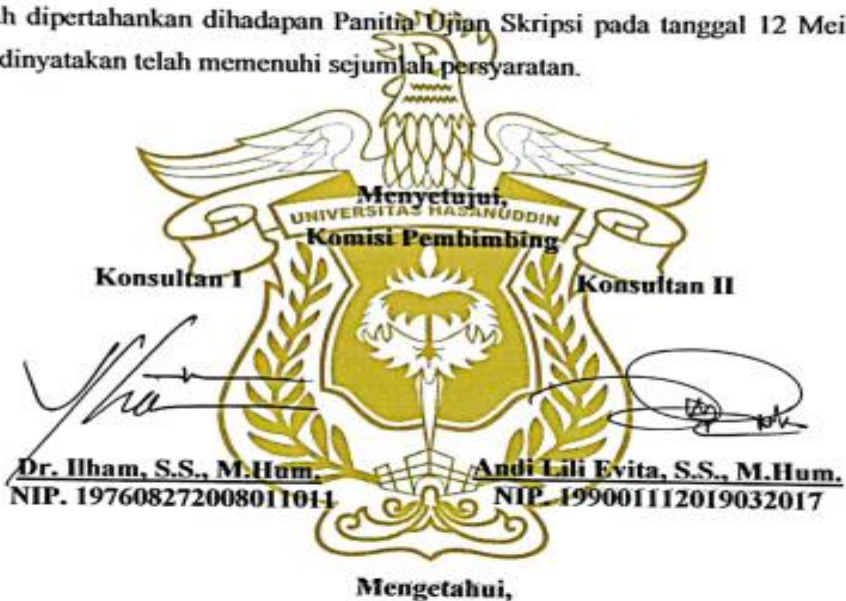 h dipertahankan dihadapan Panitia Ujian Skripsi pada tanggal 12 Mei
dinyatakan telah memenuhi sejumlah persyaratan.
Menyetujui,
UNIVERSITAS HASANUDDIN
Komisi Pembimbing
Konsultan I Konsultan II
Dr. Ilham, S.S., M.Hum. Andi Lili Evita, S.S., M.Hum.
NIP. 197608272008011011 NIP. 199001112019032017
Mengetahui,